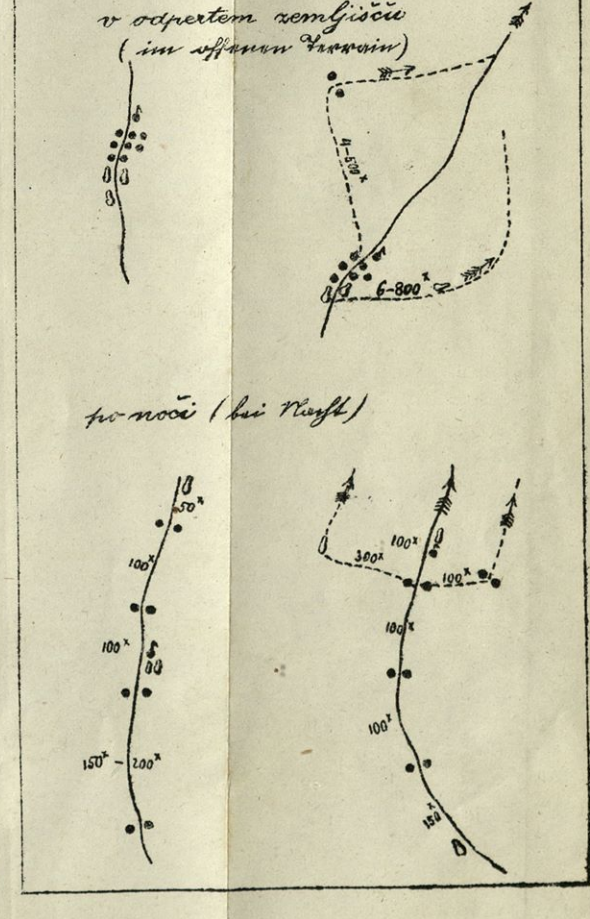 v odpertem zemljišču
(im offenen Terrain)
4-500ˣ
6-800ˣ
po noči (bei Nacht)
50ˣ
100ˣ
100ˣ
150ˣ - 200ˣ
100ˣ
300ˣ
100ˣ
100ˣ
100ˣ
150ˣ